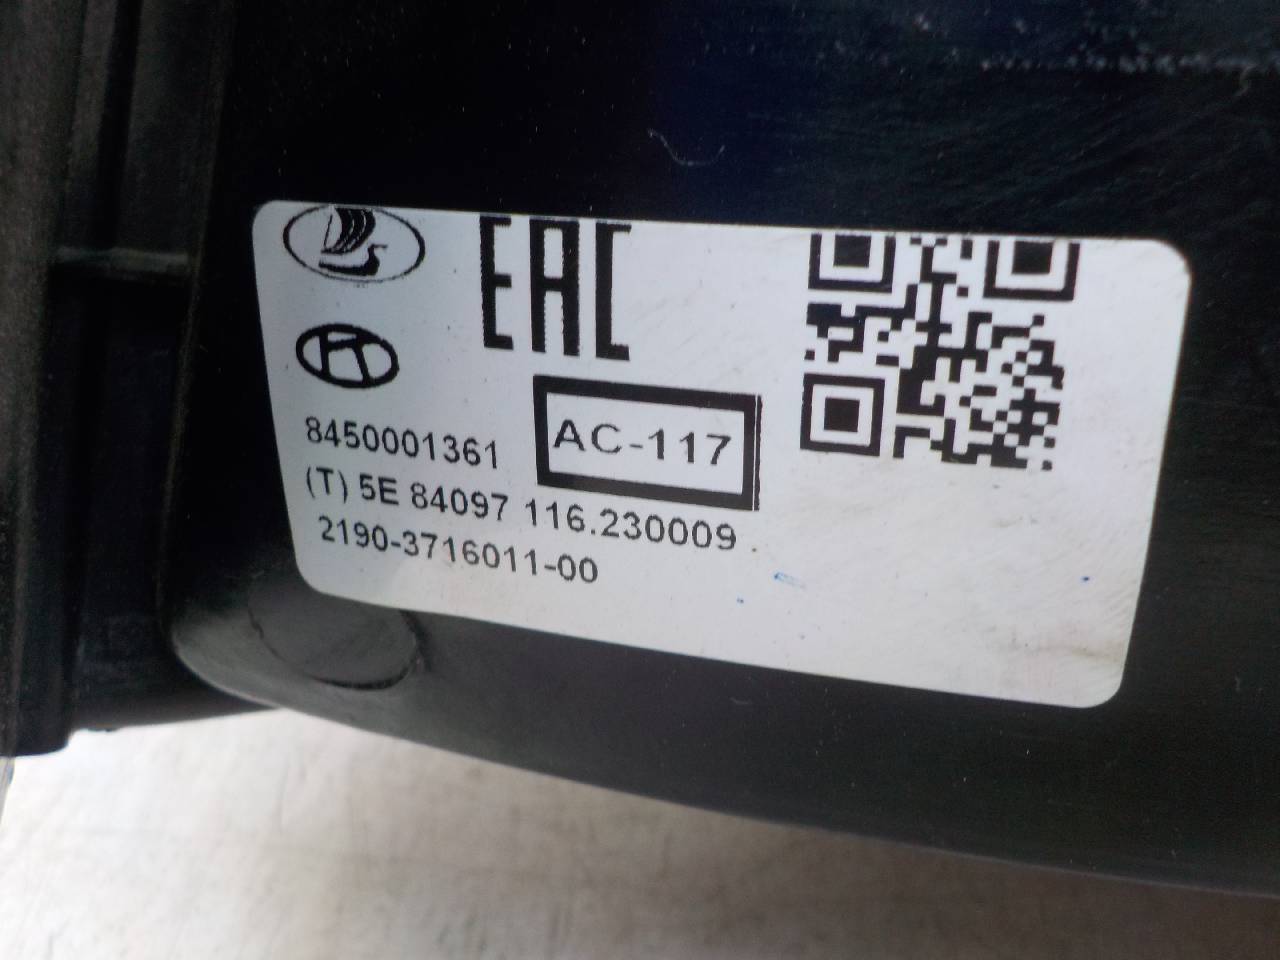 EAC
8450001361
AC-117
(T) 5E 84097 116.230009
2190-3716011-00